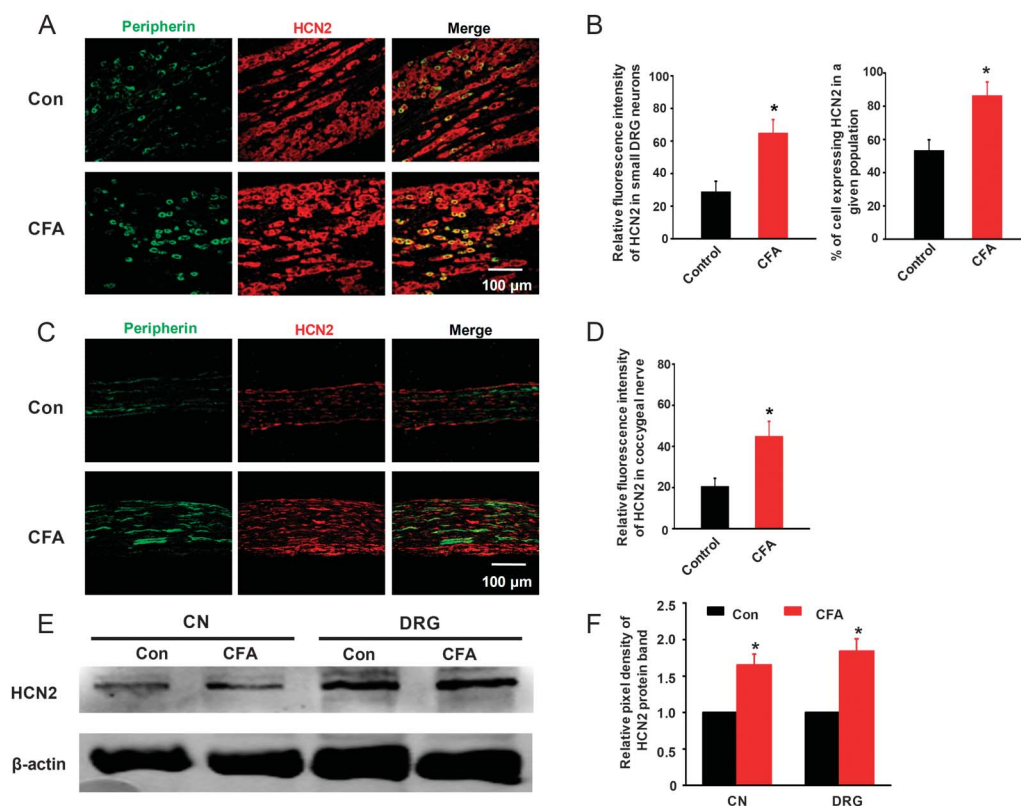 A
Peripherin HCN2 Merge
Con
CFA
100 μm
B
Relative fluorescence intensity
of HCN2 in small DRG neurons
100
80
60
40
20
0
*
Control CFA
% of cell expressing HCN2 in a
given population
100
80
60
40
20
0
*
Control CFA
C
Peripherin HCN2 Merge
Con
CFA
100 μm
D
Relative fluorescence intensity
of HCN2 in coccygeal nerve
80
60
40
20
0
*
Control CFA
E
CN DRG
Con CFA Con CFA
HCN2
β-actin
F
Relative pixel density of
HCN2 protein band
2.5
2.0
1.5
1.0
0.5
0
Con CFA
* *
CN DRG